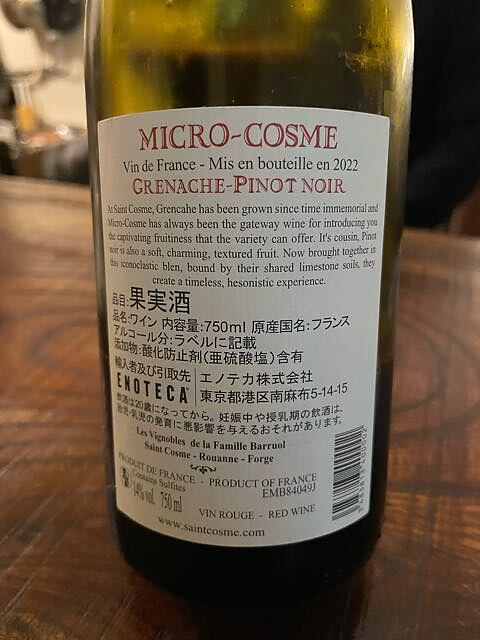 MICRO-COSME
Vin de France - Mis en bouteille en 2022
GRENACHE-PINOT NOIR
At Saint Cosme, Grencahe has been grown since time immemorial and
Micro-Cosme has always been the gateway wine for introducing you
the captivating fruitiness that the variety can offer. It's cousin, Pinot
noir is also a soft, charming, textured fruit. Now brought together in
this iconoclastic blen, bound by their shared limestone soils, they
create a timeless, hesonistic experience.
品目:果実酒
品名:ワイン 内容量:750ml 原産国名:フランス
アルコール分:ラベルに記載
添加物:酸化防止剤(亜硫酸塩)含有
輸入者及び引取先
ENOTECA エノテカ株式会社
東京都港区南麻布5-14-15
飲酒は20歳になってから。妊娠中や授乳期の飲酒は、
胎児・乳児の発育に悪影響を与えるおそれがあります。
Les Vignobles de la Famille Barruol
Saint Cosme - Rouanne - Forge
PRODUIT DE FRANCE - PRODUCT OF FRANCE
Contains Sulfites
EMB84049J
14% vol. 750 ml
VIN ROUGE - RED WINE
www.saintcosme.com